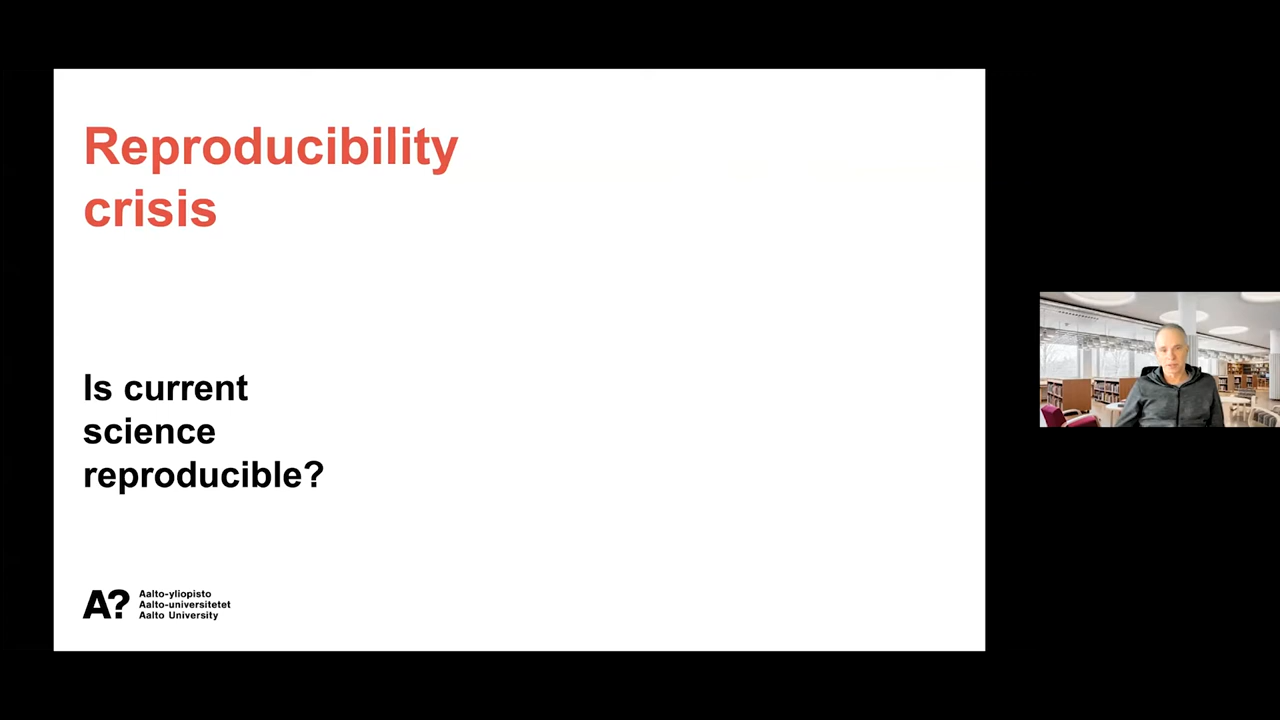 Reproducibility
crisis
Is current
science
reproducible?
A?
Aalto-yliopisto
Aalto-universitetet
Aalto University